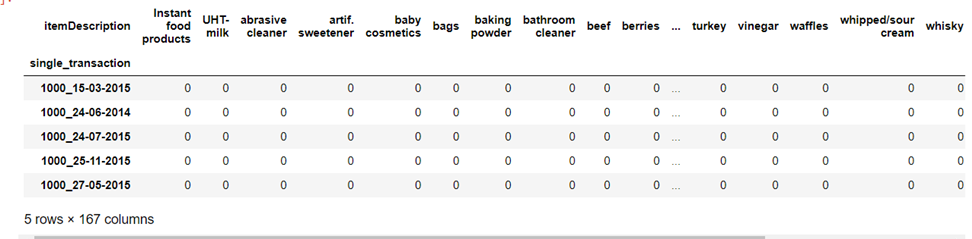 itemDescription Instant food products UHT-milk abrasive cleaner artif. sweetener baby cosmetics bags baking powder bathroom cleaner beef berries ... turkey vinegar waffles whipped/sour cream whisky
single_transaction
1000_15-03-2015 0 0 0 0 0 0 0 0 0 0 ... 0 0 0 0 0
1000_24-06-2014 0 0 0 0 0 0 0 0 0 0 ... 0 0 0 0 0
1000_24-07-2015 0 0 0 0 0 0 0 0 0 0 ... 0 0 0 0 0
1000_25-11-2015 0 0 0 0 0 0 0 0 0 0 ... 0 0 0 0 0
1000_27-05-2015 0 0 0 0 0 0 0 0 0 0 ... 0 0 0 0 0
5 rows × 167 columns